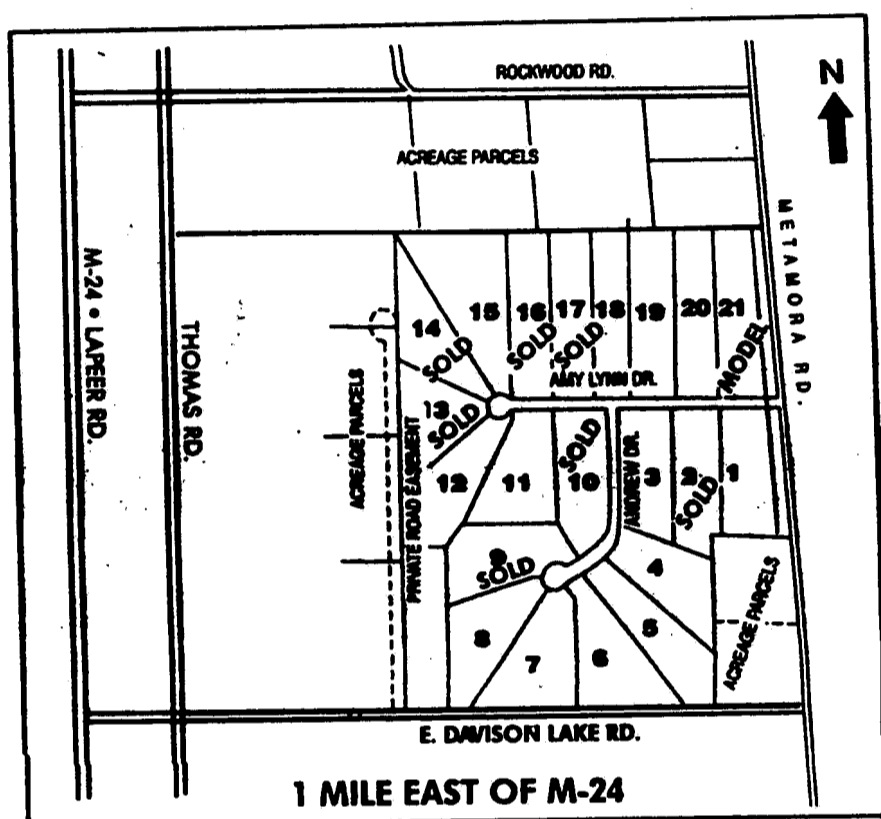 ROCKWOOD RD.
N
ACREAGE PARCELS
METAMORA RD.
M-24 • LAPEER RD.
THOMAS RD.
15
16
17
18
19
20
21
14
SOLD
SOLD
SOLD
MODEL
AMY LYNN DR.
ACREAGE PARCELS
PRIVATE ROAD EASEMENT
13
SOLD
12
11
SOLD
10
ANDREW DR.
3
2
SOLD
1
9
SOLD
4
ACREAGE PARCELS
8
7
6
5
E. DAVISON LAKE RD.
1 MILE EAST OF M-24